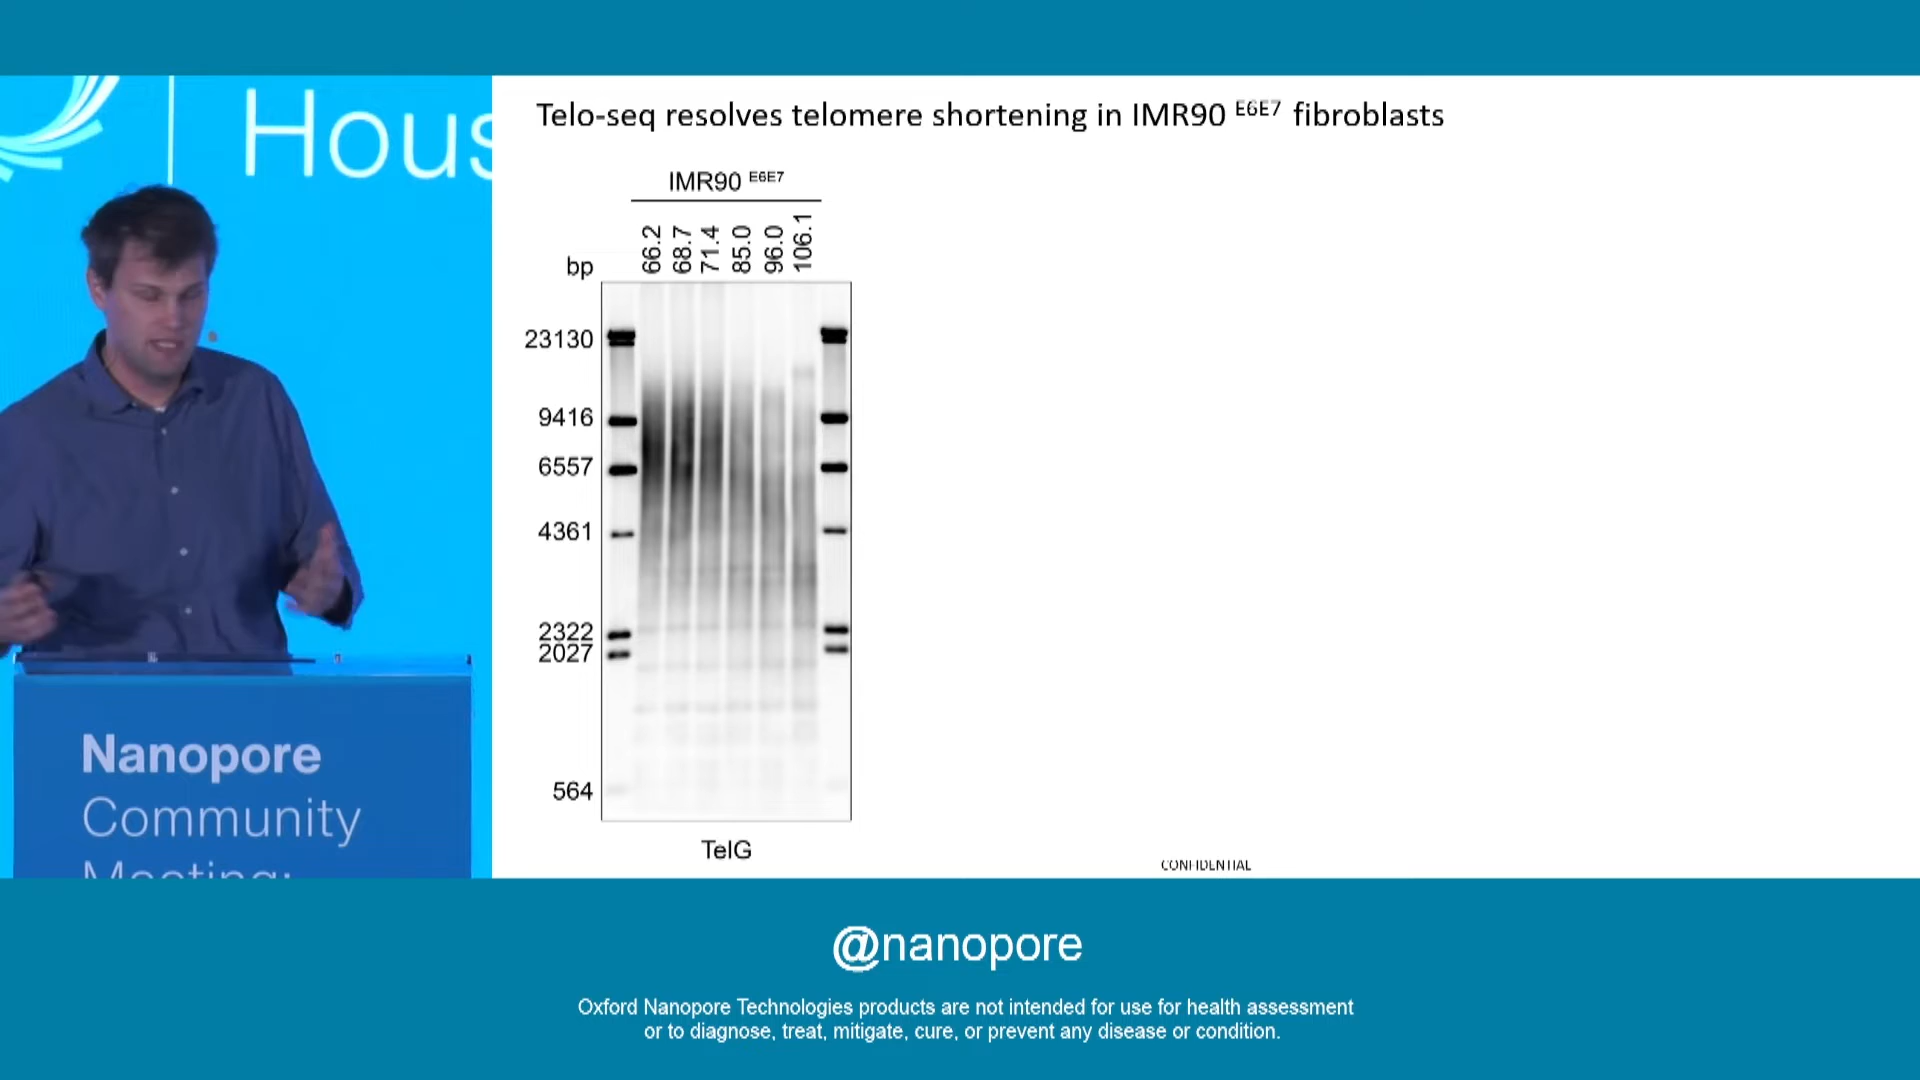 Hous
Telo-seq resolves telomere shortening in IMR90 E6E7 fibroblasts
IMR90 E6E7
66.2
68.7
71.4
85.0
96.0
106.1
bp
23130
9416
6557
4361
2322
2027
564
TelG
CONFIDENTIAL
Nanopore
Community
Meeting:
@nanopore
Oxford Nanopore Technologies products are not intended for use for health assessment
or to diagnose, treat, mitigate, cure, or prevent any disease or condition.